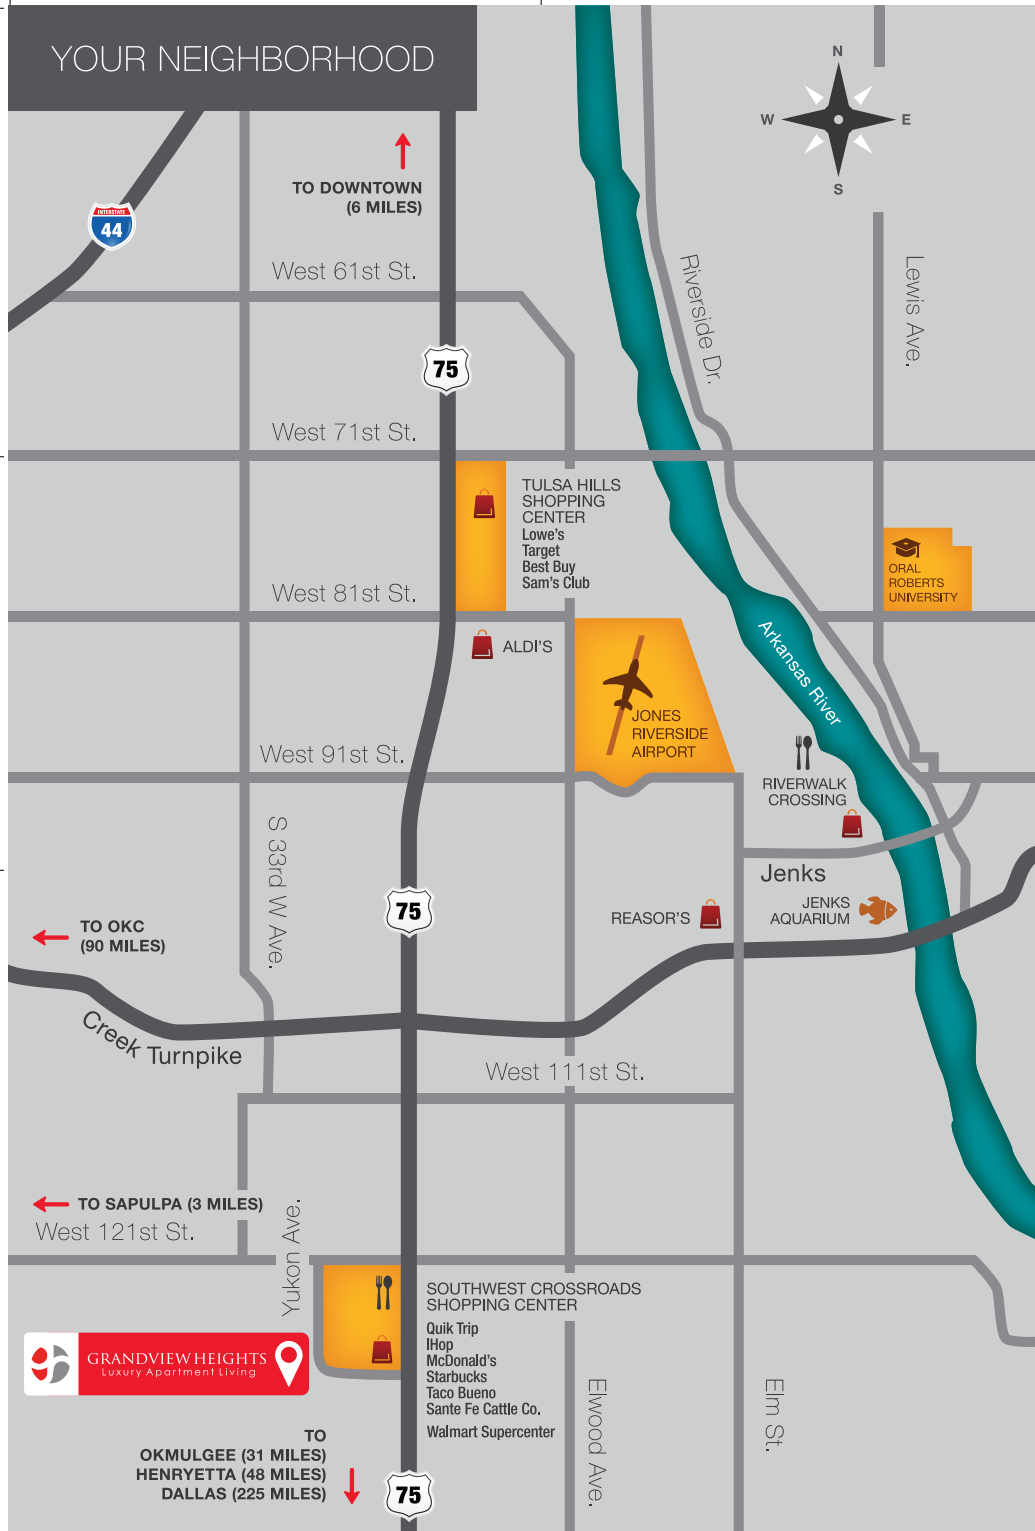 YOUR NEIGHBORHOOD
N
W
E
S
TO DOWNTOWN
(6 MILES)
INTERSTATE
44
West 61st St.
Riverside Dr.
Lewis Ave.
75
West 71st St.
TULSA HILLS
SHOPPING
CENTER
Lowe's
Target
Best Buy
Sam's Club
ORAL
ROBERTS
UNIVERSITY
West 81st St.
ALDI'S
Arkansas River
JONES
RIVERSIDE
AIRPORT
West 91st St.
RIVERWALK
CROSSING
S 33rd W Ave.
Jenks
75
REASOR'S
JENKS
AQUARIUM
TO OKC
(90 MILES)
Creek Turnpike
West 111st St.
TO SAPULPA (3 MILES)
West 121st St.
Yukon Ave.
SOUTHWEST CROSSROADS
SHOPPING CENTER
Quik Trip
IHop
McDonald's
Starbucks
Taco Bueno
Sante Fe Cattle Co.
Walmart Supercenter
GRANDVIEW HEIGHTS
Luxury Apartment Living
Elwood Ave.
Elm St.
TO
OKMULGEE (31 MILES)
HENRYETTA (48 MILES)
DALLAS (225 MILES)
75